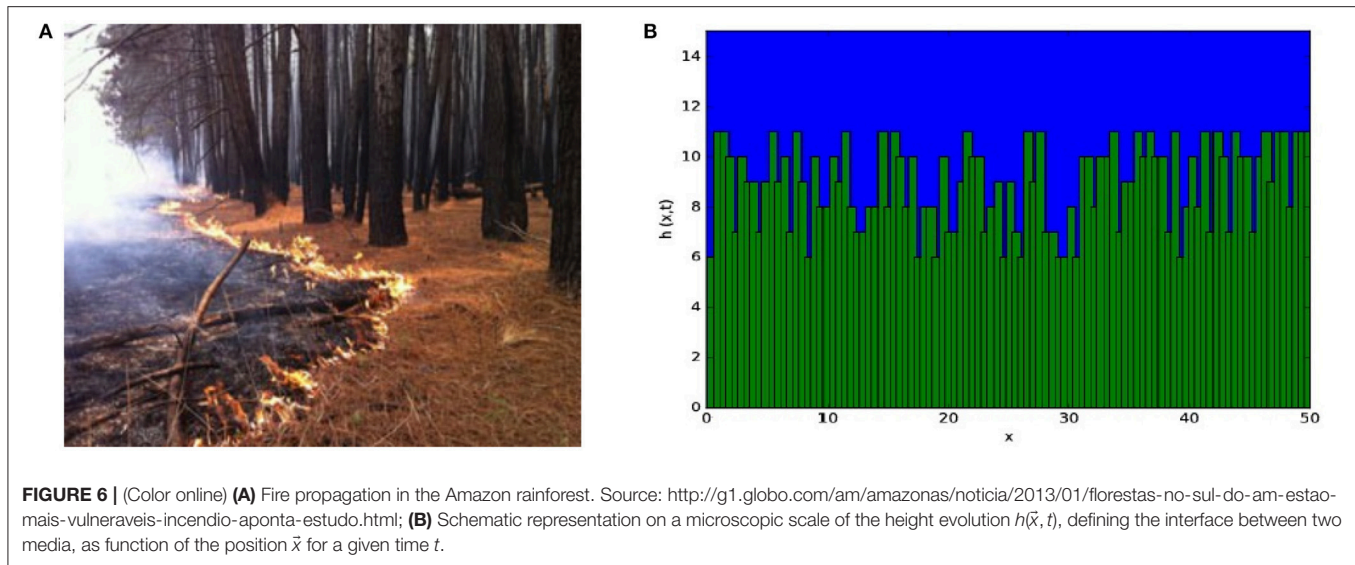 A
B
14
12
10
8
6
4
2
0
h (x,t)
0 10 20 30 40 50
x
FIGURE 6 | (Color online) (A) Fire propagation in the Amazon rainforest. Source: http://g1.globo.com/am/amazonas/noticia/2013/01/florestas-no-sul-do-am-estao-
mais-vulneraveis-incendio-aponta-estudo.html; (B) Schematic representation on a microscopic scale of the height evolution h(x⃗, t), defining the interface between two
media, as function of the position x⃗ for a given time t.